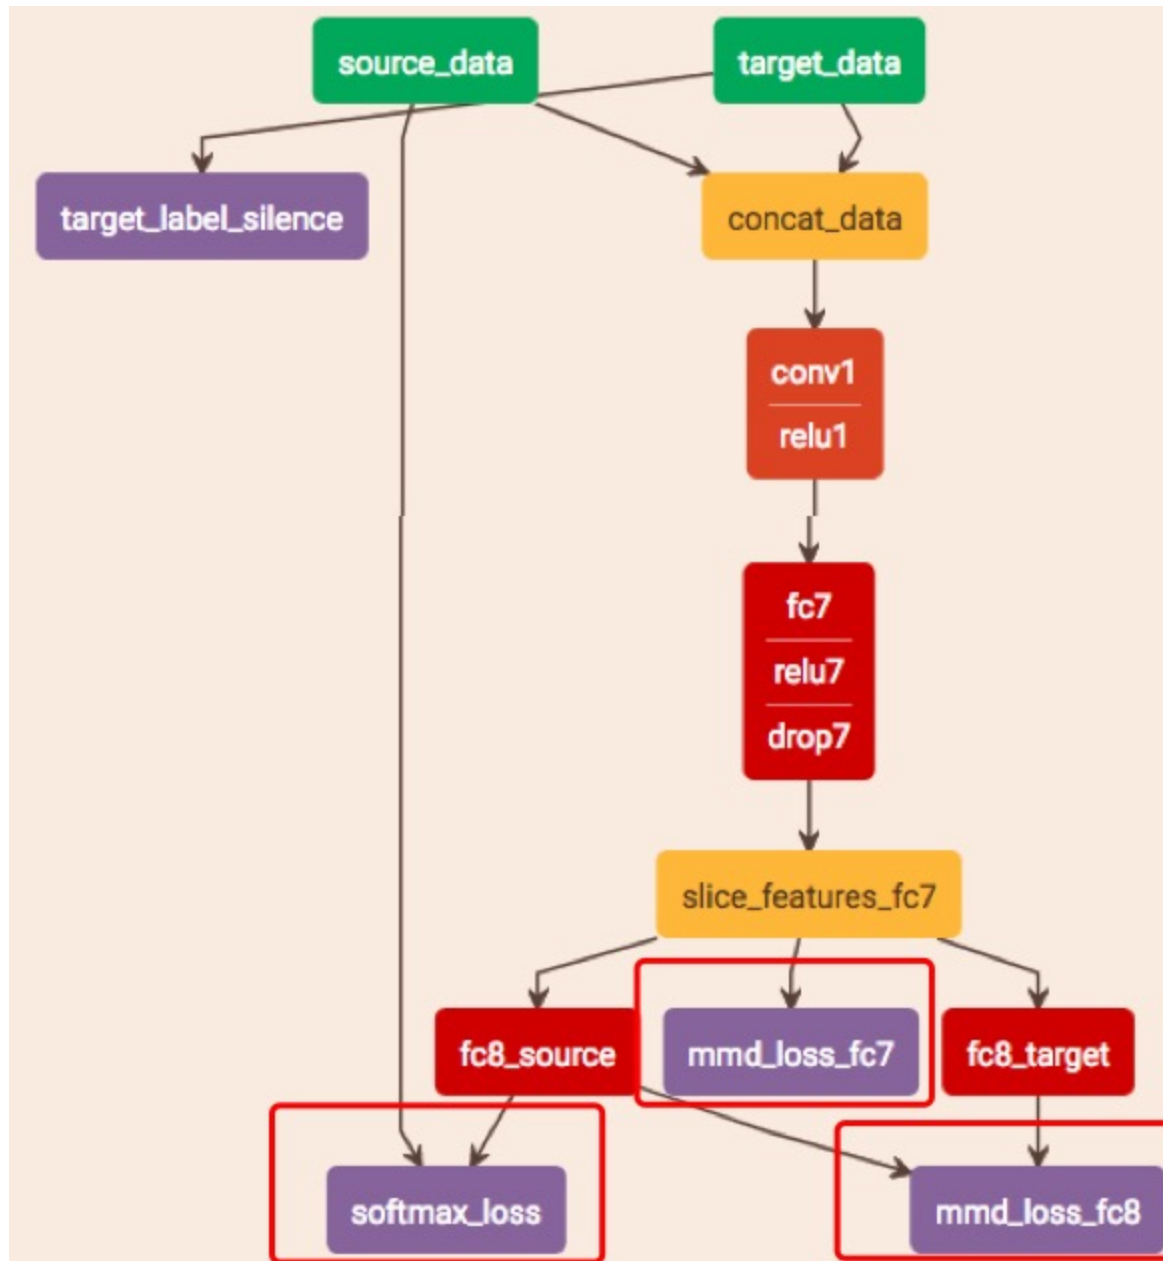 source_data
target_data
target_label_silence
concat_data
conv1
relu1
fc7
relu7
drop7
slice_features_fc7
fc8_source
mmd_loss_fc7
fc8_target
softmax_loss
mmd_loss_fc8